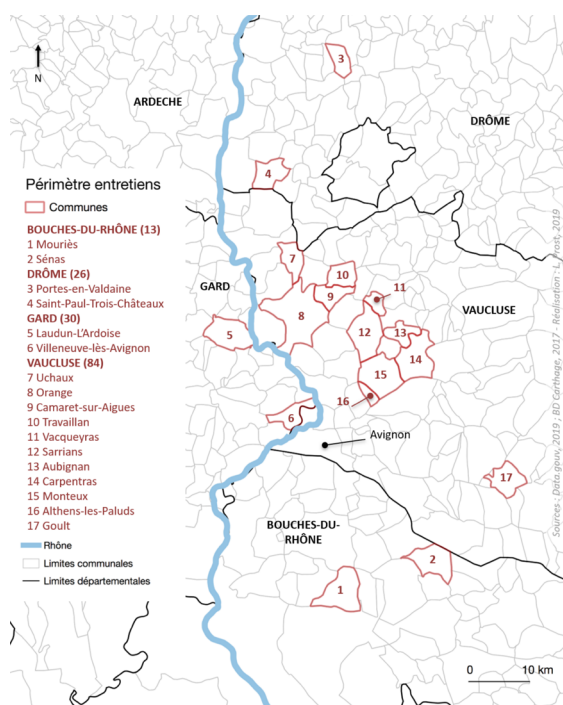 N
ARDECHE
DRÔME
3
4
Périmètre entretiens
Communes
BOUCHES-DU-RHÔNE (13)
1 Mouriès
2 Sénas
DRÔME (26)
3 Portes-en-Valdaine
4 Saint-Paul-Trois-Châteaux
GARD (30)
5 Laudun-L'Ardoise
6 Villeneuve-lès-Avignon
VAUCLUSE (84)
7 Uchaux
8 Orange
9 Camaret-sur-Aigues
10 Travaillan
11 Vacqueyras
12 Sarrians
13 Aubignan
14 Carpentras
15 Monteux
16 Althens-les-Paluds
17 Goult
Rhône
Limites communales
Limites départementales
7
10
11
GARD
9
8
VAUCLUSE
5
12
13
14
15
16
6
Avignon
17
BOUCHES-DU-
RHÔNE
2
1
0 10 km
Sources : Data.gouv, 2019 ; BD Carthage, 2017 - Réalisation : L. Prost, 2019